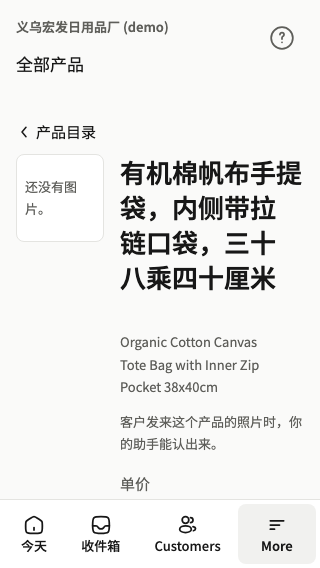 义乌宏发日用品厂 (demo)
全部产品
产品目录
还没有图
片。
有机棉帆布手提
袋，内侧带拉
链口袋，三十
八乘四十厘米
Organic Cotton Canvas
Tote Bag with Inner Zip
Pocket 38x40cm
客户发来这个产品的照片时，你
的助手能认出来。
单价
今天
收件箱
Customers
More